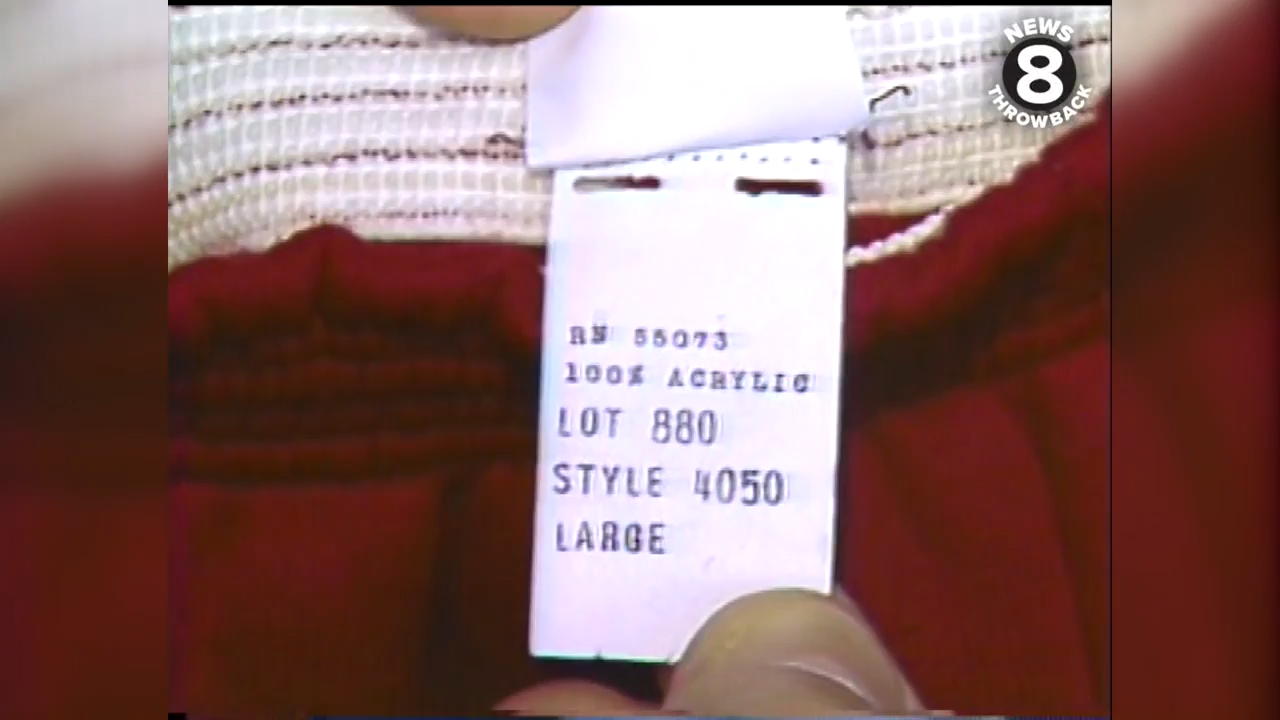 NEWS
8
THROWBACK
RN 55073
100% ACRYLIC
LOT 880
STYLE 4050
LARGE